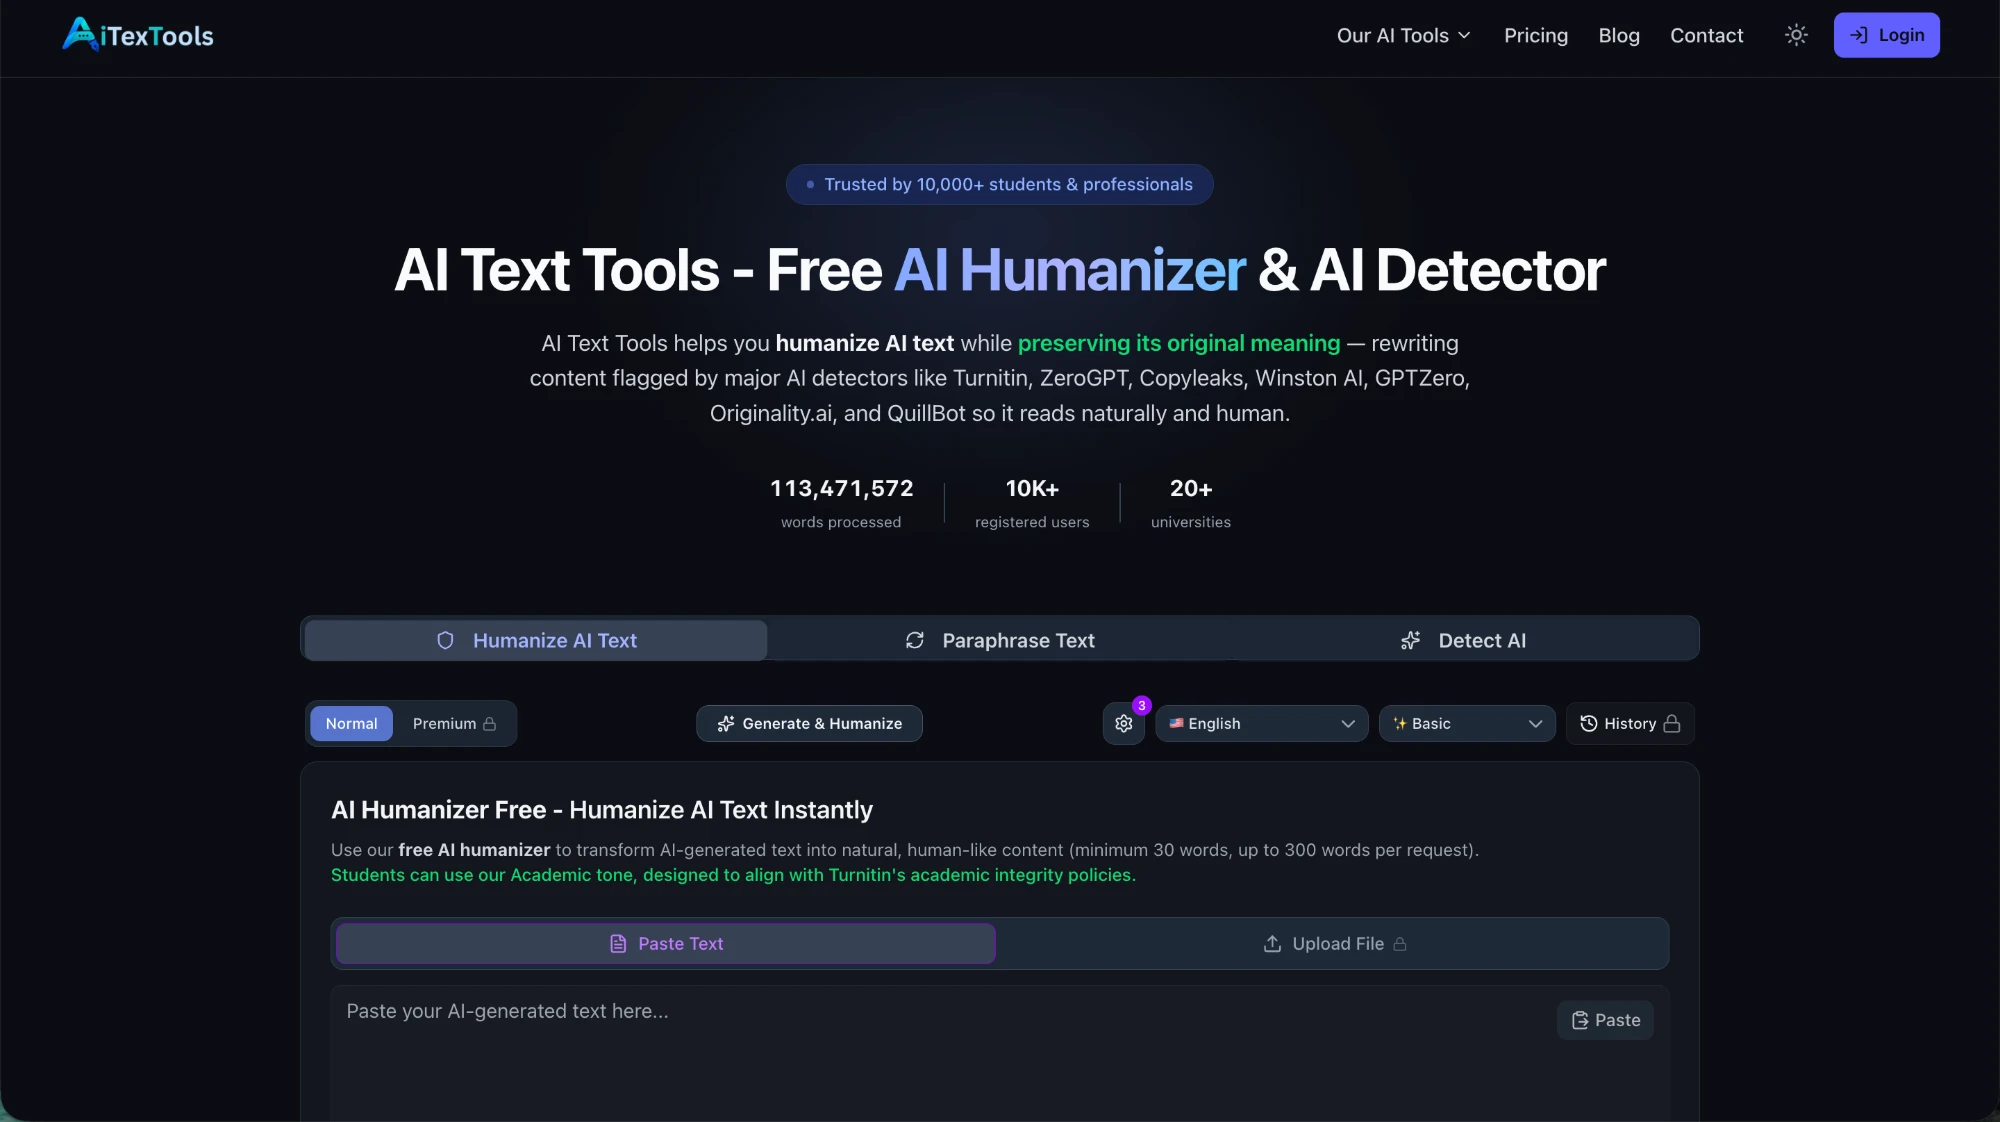 AiTexTools
Our AI Tools
Pricing
Blog
Contact
Login
Trusted by 10,000+ students & professionals
AI Text Tools - Free AI Humanizer & AI Detector
AI Text Tools helps you humanize AI text while preserving its original meaning — rewriting
content flagged by major AI detectors like Turnitin, ZeroGPT, Copyleaks, Winston AI, GPTZero,
Originality.ai, and QuillBot so it reads naturally and human.
113,471,572
words processed
10K+
registered users
20+
universities
Humanize AI Text
Paraphrase Text
Detect AI
Normal
Premium
Generate & Humanize
3
English
Basic
History
AI Humanizer Free - Humanize AI Text Instantly
Use our free AI humanizer to transform AI-generated text into natural, human-like content (minimum 30 words, up to 300 words per request).
Students can use our Academic tone, designed to align with Turnitin's academic integrity policies.
Paste Text
Upload File
Paste your AI-generated text here...
Paste